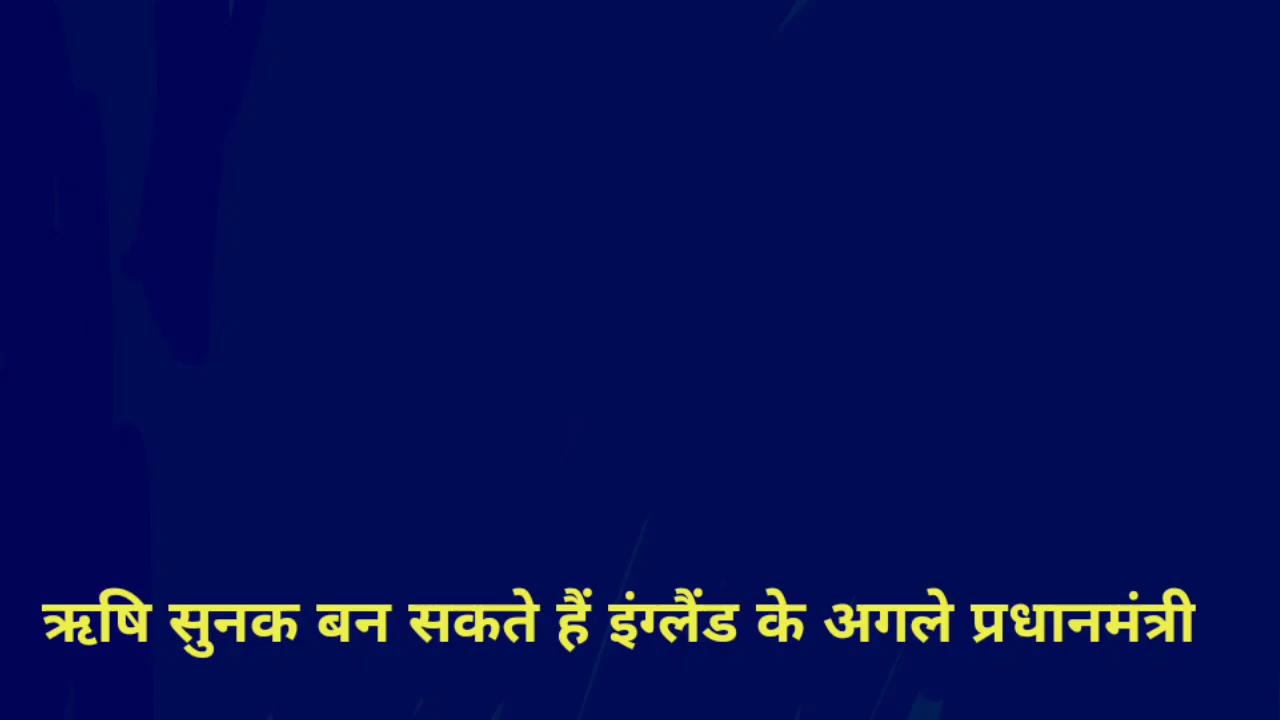 ऋषि सुनक बन सकते हैं इंग्लैंड के अगले प्रधानमंत्री